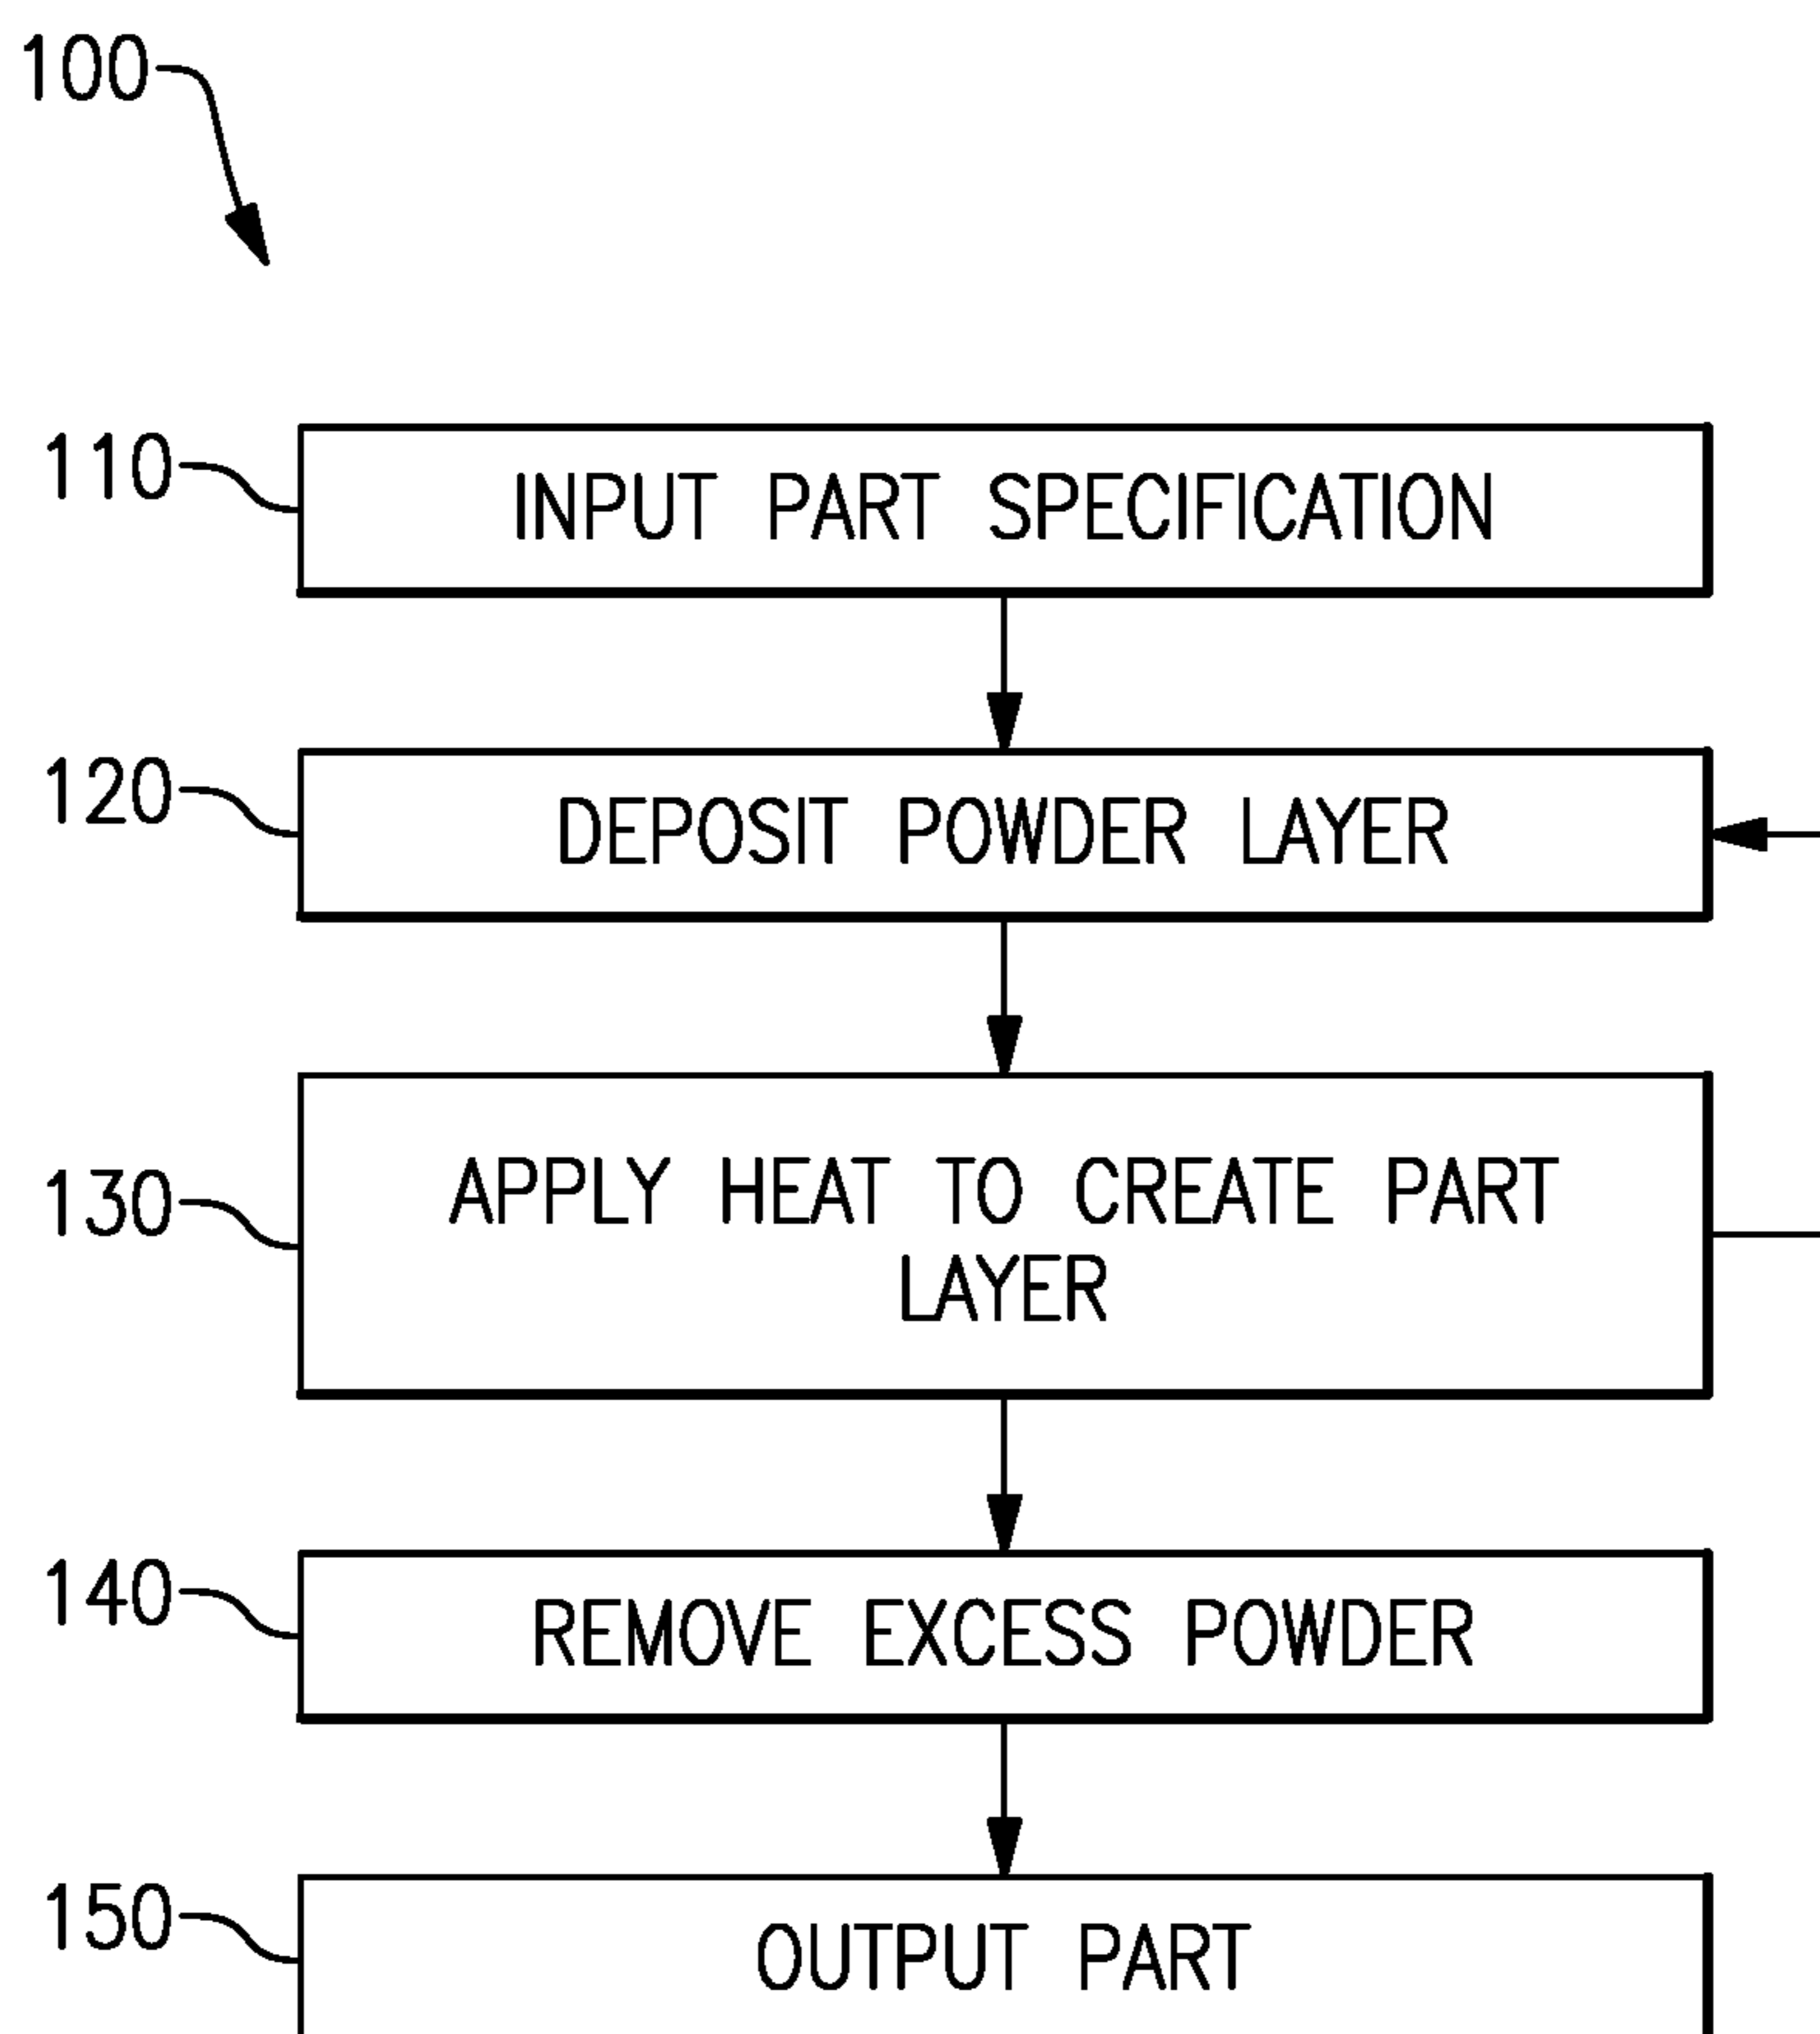 100
110
INPUT PART SPECIFICATION
120
DEPOSIT POWDER LAYER
130
APPLY HEAT TO CREATE PART
LAYER
140
REMOVE EXCESS POWDER
150
OUTPUT PART